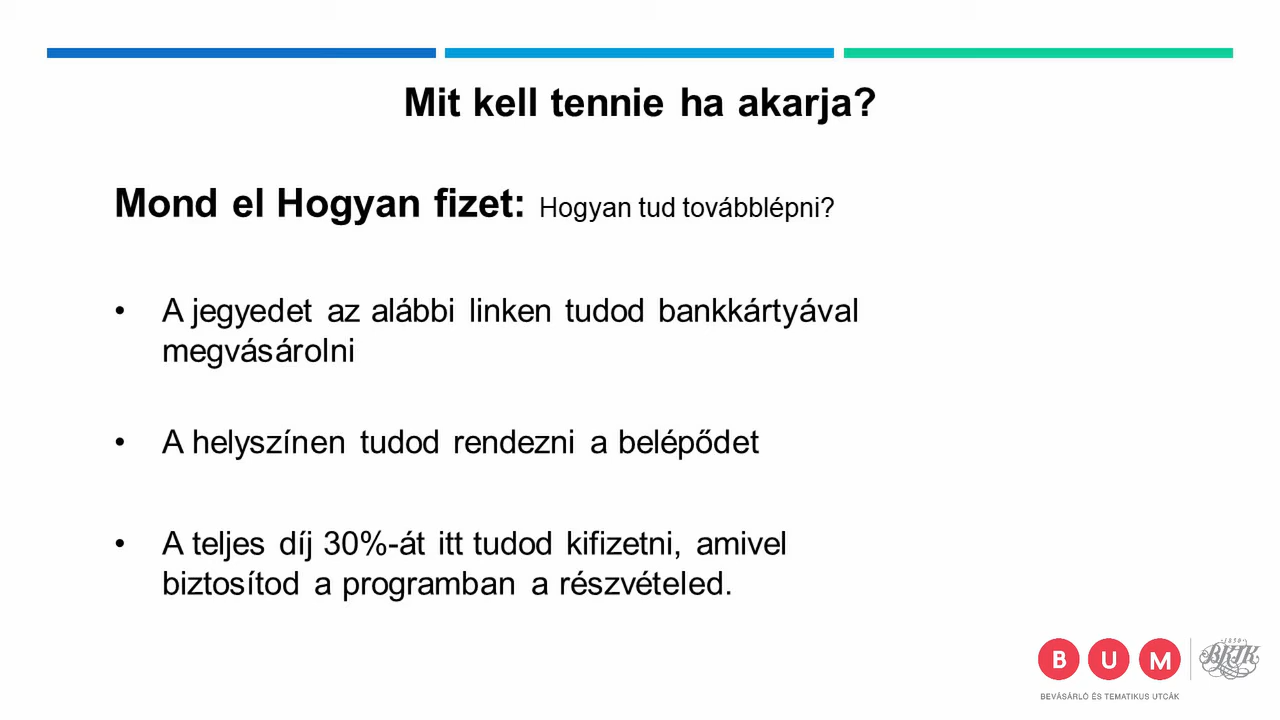 Mit kell tennie ha akarja?
Mond el Hogyan fizet: Hogyan tud továbblépni?
• A jegyedet az alábbi linken tudod bankkártyával
megvásárolni
• A helyszínen tudod rendezni a belépődet
• A teljes díj 30%-át itt tudod kifizetni, amivel
biztosítod a programban a részvételed.
B U M
BEVÁSÁRLÓ ÉS TEMATIKUS UTCÁK
·1850·
BKIK